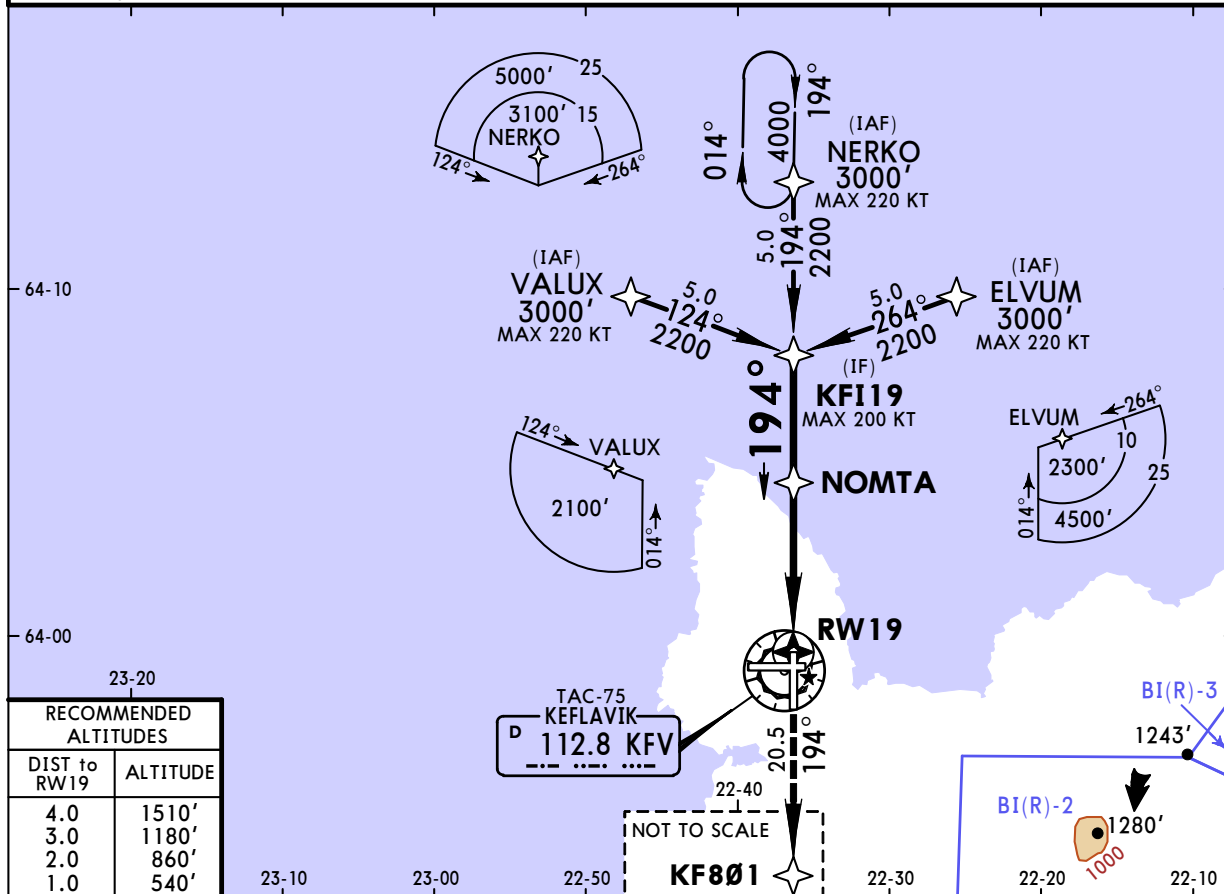 5000' 25
3100' 15
NERKO
124°
264°
014°
4000
194°
(IAF)
NERKO
3000'
MAX 220 KT
5.0
194°
2200
64-10
(IAF)
VALUX
3000'
MAX 220 KT
5.0
124°
2200
5.0
264°
2200
(IAF)
ELVUM
3000'
MAX 220 KT
(IF)
KFI19
MAX 200 KT
194°
124°
VALUX
2100'
014°
NOMTA
ELVUM
264°
10
2300'
25
014°
4500'
64-00
RW19
23-20
TAC-75
KEFLAVIK
D 112.8 KFV
20.5
194°
BI(R)-3
1243'
BI(R)-2
1280'
1000
RECOMMENDED
ALTITUDES
DIST to
RW19
ALTITUDE
4.0 1510'
3.0 1180'
2.0 860'
1.0 540'
22-40
NOT TO SCALE
KF8Ø1
23-10
23-00
22-50
22-30
22-20
22-10